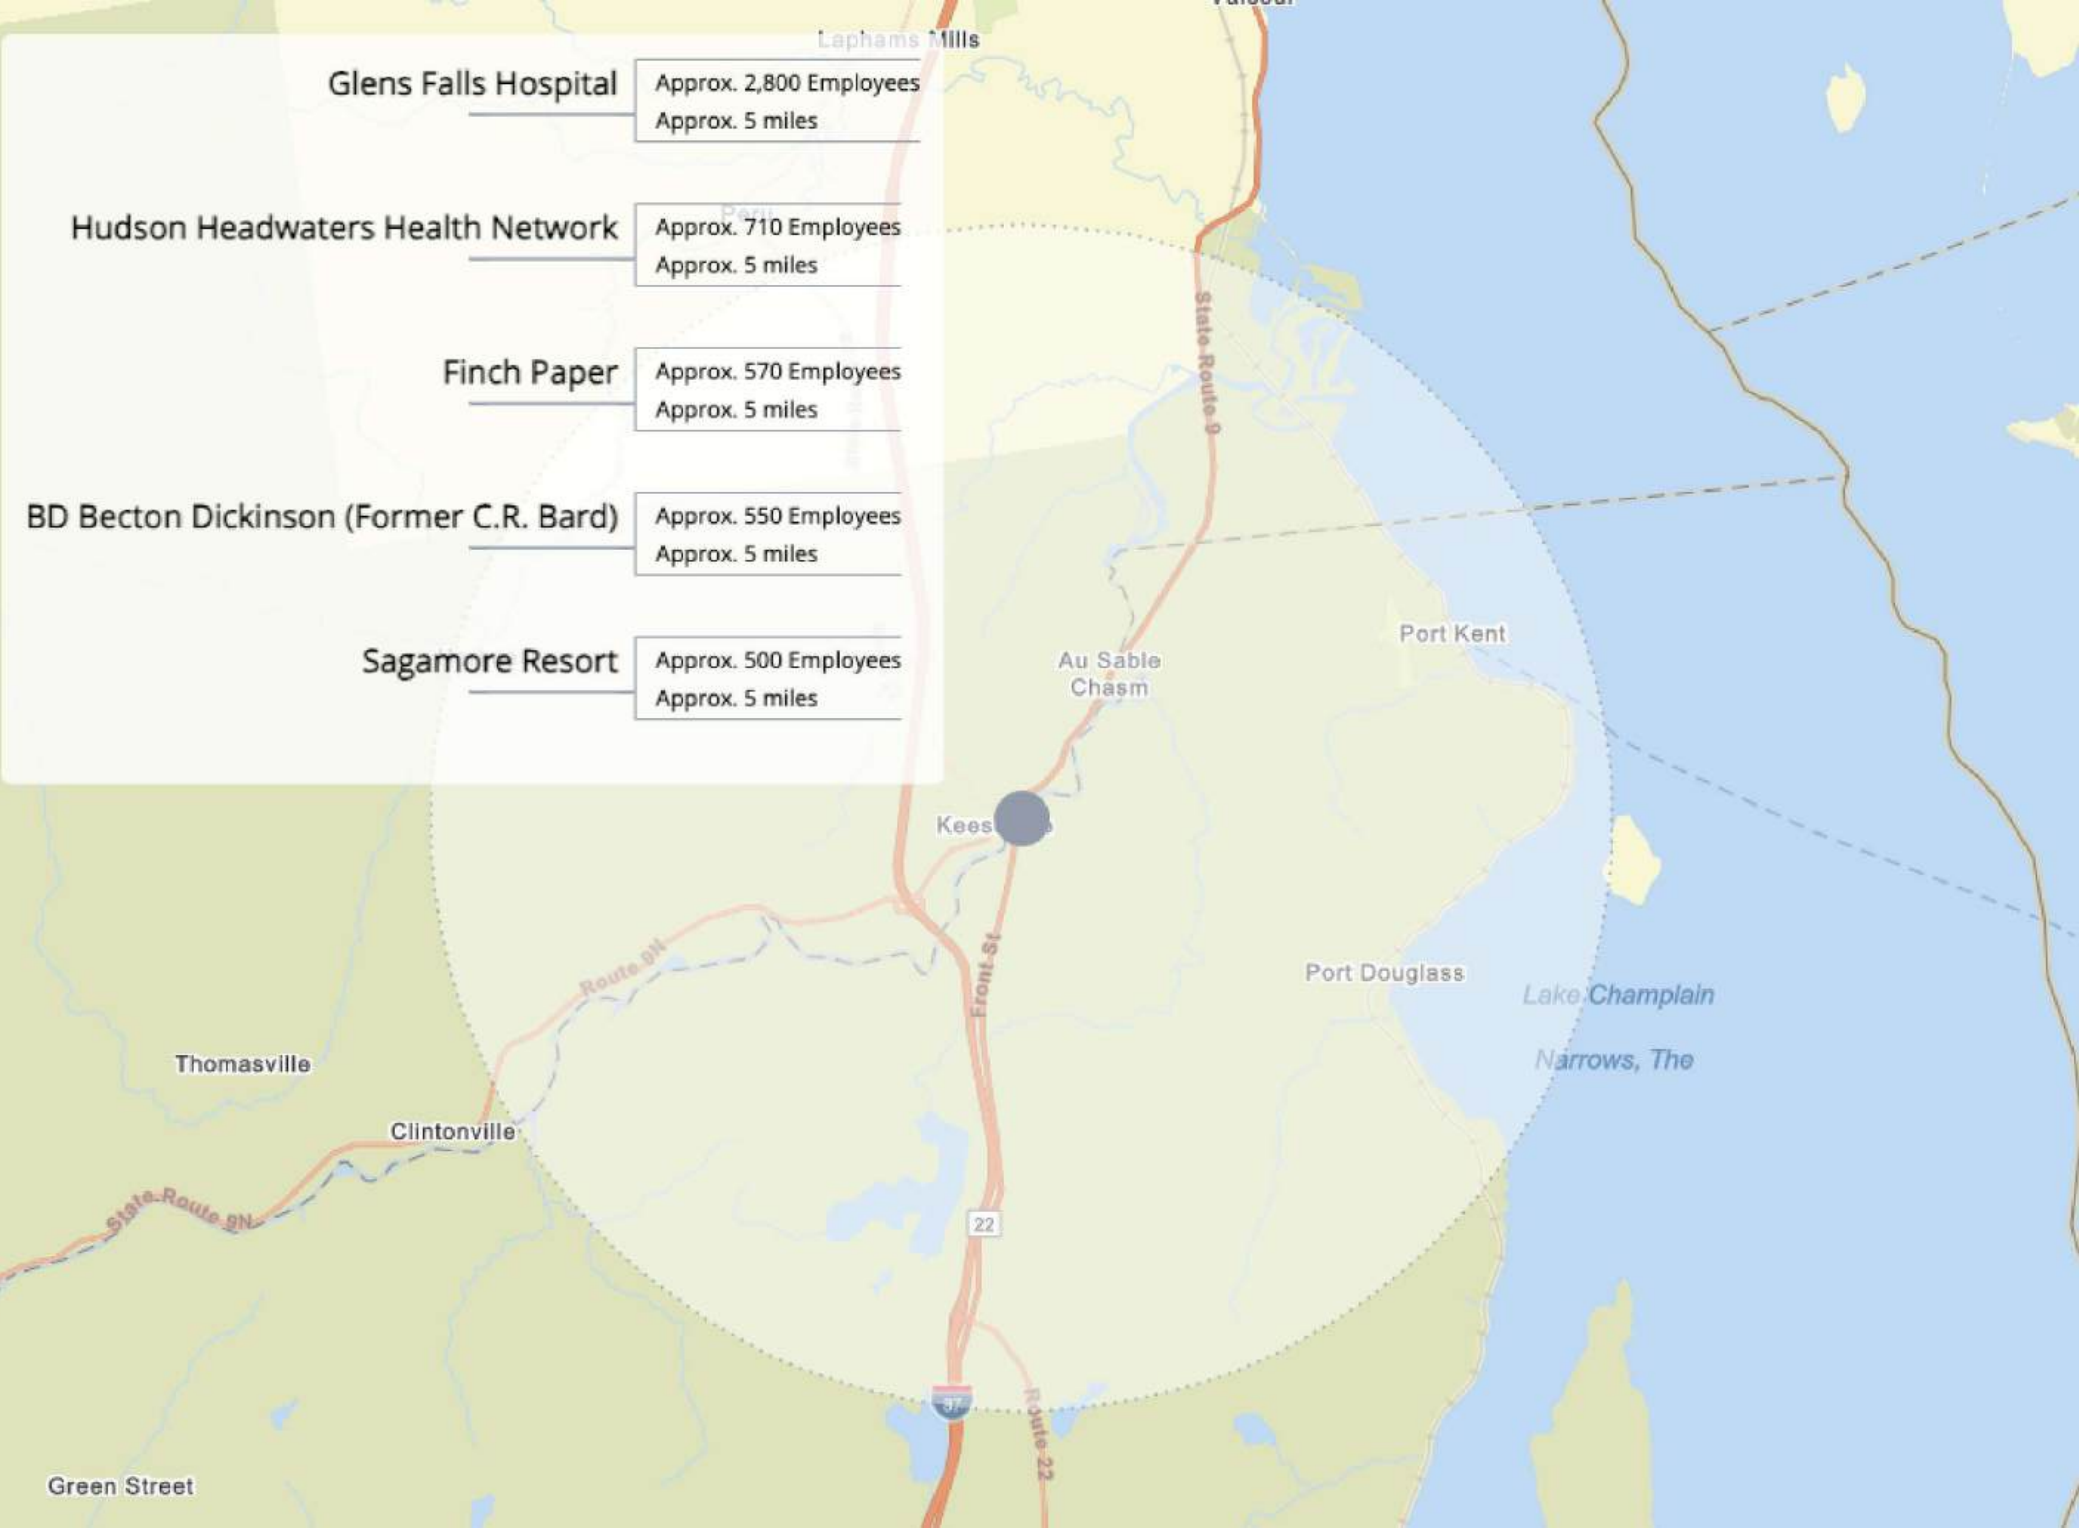 Laphams Mills
Glens Falls Hospital
Approx. 2,800 Employees
Approx. 5 miles
Peru
Hudson Headwaters Health Network
Approx. 710 Employees
Approx. 5 miles
State Route 9
Finch Paper
Approx. 570 Employees
Approx. 5 miles
BD Becton Dickinson (Former C.R. Bard)
Approx. 550 Employees
Approx. 5 miles
Port Kent
Sagamore Resort
Approx. 500 Employees
Approx. 5 miles
Au Sable
Chasm
Route 9N
Front St
Port Douglass
Lake Champlain
Narrows, The
Thomasville
Clintonville
State Route 9N
22
87
Route 22
Green Street